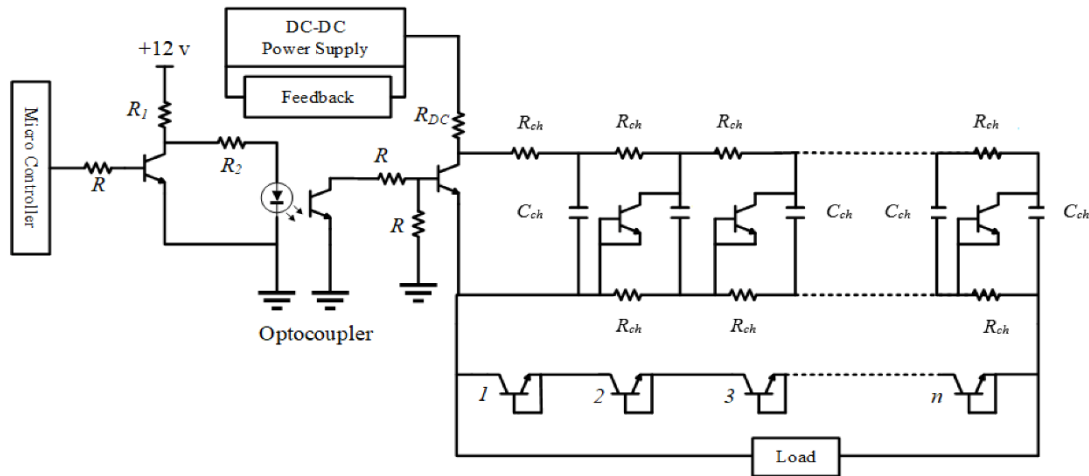 DC-DC
Power Supply
Feedback
+12 v
Micro Controller
R1
R
R2
RDC
R
R
Optocoupler
Rch
Rch
Rch
Rch
Cch
Cch
Cch
Cch
Rch
Rch
Rch
1
2
3
n
Load